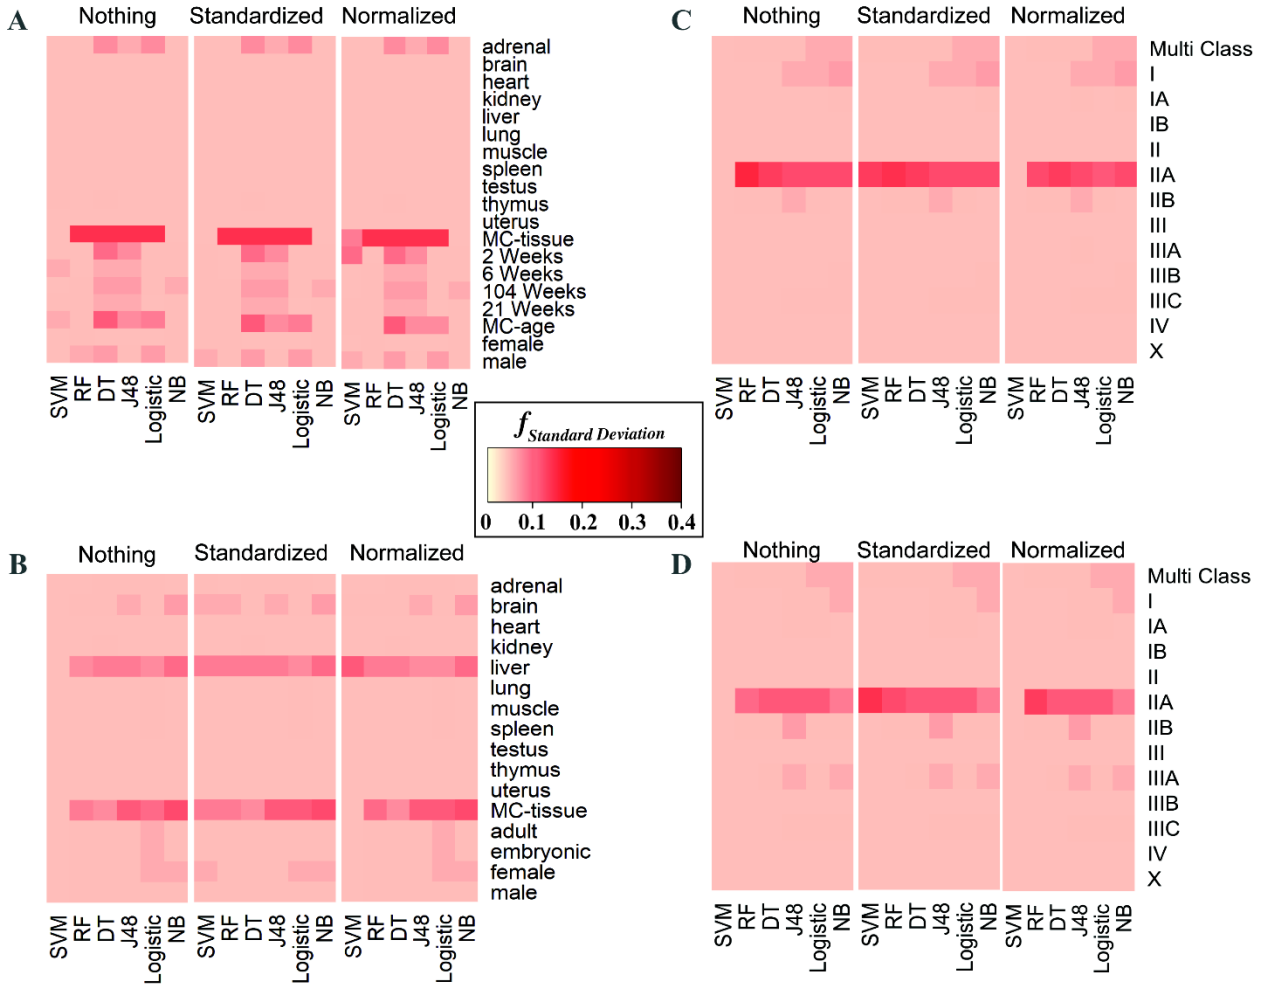 A
Nothing Standardized Normalized
adrenal
brain
heart
kidney
liver
lung
muscle
spleen
testus
thymus
uterus
MC-tissue
2 Weeks
6 Weeks
104 Weeks
21 Weeks
MC-age
female
male
SVM RF DT J48 Logistic NB SVM RF DT J48 Logistic NB SVM RF DT J48 Logistic NB
C
Nothing Standardized Normalized
Multi Class
I
IA
IB
II
IIA
IIB
III
IIIA
IIIB
IIIC
IV
X
SVM RF DT J48 Logistic NB SVM RF DT J48 Logistic NB SVM RF DT J48 Logistic NB
f Standard Deviation
0 0.1 0.2 0.3 0.4
B
Nothing Standardized Normalized
adrenal
brain
heart
kidney
liver
lung
muscle
spleen
testus
thymus
uterus
MC-tissue
adult
embryonic
female
male
SVM RF DT J48 Logistic NB SVM RF DT J48 Logistic NB SVM RF DT J48 Logistic NB
D
Nothing Standardized Normalized
Multi Class
I
IA
IB
II
IIA
IIB
III
IIIA
IIIB
IIIC
IV
X
SVM RF DT J48 Logistic NB SVM RF DT J48 Logistic NB SVM RF DT J48 Logistic NB